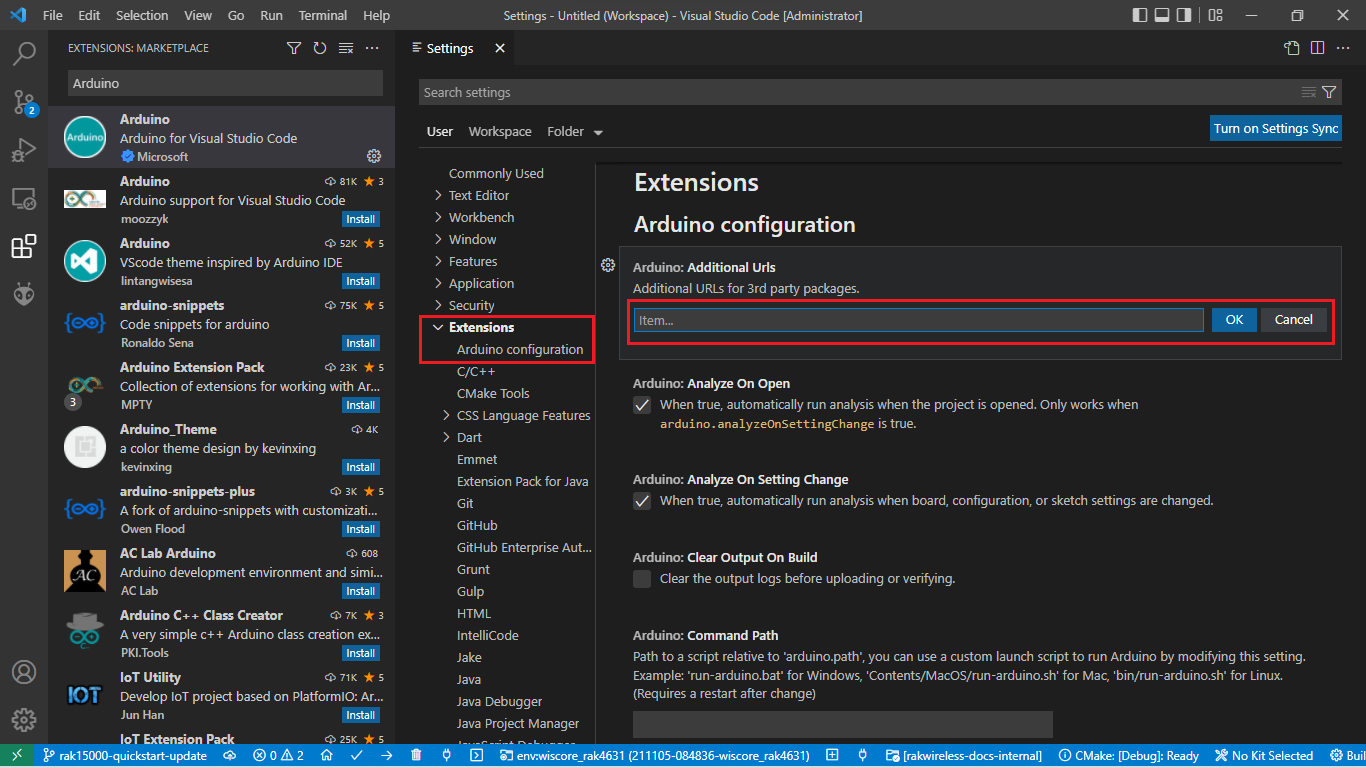 File Edit Selection View Go Run Terminal Help
Settings - Untitled (Workspace) - Visual Studio Code [Administrator]
EXTENSIONS: MARKETPLACE
Arduino
2
Arduino
Arduino
Arduino for Visual Studio Code
Microsoft
Arduino 81K 3
Arduino support for Visual Studio Code
moozzyk Install
Arduino 52K 5
VScode theme inspired by Arduino IDE
lintangwisesa Install
arduino-snippets 75K 5
Code snippets for arduino
Ronaldo Sena Install
Arduino Extension Pack 23K 5
Collection of extensions for working with Ar...
3
MPTY Install
Arduino_Theme 4K
a color theme design by kevinxing
kevinxing Install
arduino-snippets-plus 3K 5
A fork of arduino-snippets with customizati...
Owen Flood Install
AC Lab Arduino 608
AC
Arduino development environment and simi...
AC Lab Install
Arduino C++ Class Creator 7K 3
A very simple c++ Arduino class creation ex...
PKI.Tools Install
IoT Utility 71K 5
IOT
Develop IoT project based on PlatformIO: Ar...
Jun Han Install
IoT Extension Pack 25K 5
Settings
Search settings
User Workspace Folder
Turn on Settings Sync
Commonly Used
Text Editor
Workbench
Window
Features
Application
Security
Extensions
Arduino configuration
C/C++
CMake Tools
CSS Language Features
Dart
Emmet
Extension Pack for Java
Git
GitHub
GitHub Enterprise Aut...
Grunt
Gulp
HTML
IntelliCode
Jake
Java
Java Debugger
Java Project Manager
JavaScript Debugger
Extensions
Arduino configuration
Arduino: Additional Urls
Additional URLs for 3rd party packages.
Item... OK Cancel
Arduino: Analyze On Open
When true, automatically run analysis when the project is opened. Only works when
arduino.analyzeOnSettingChange is true.
Arduino: Analyze On Setting Change
When true, automatically run analysis when board, configuration, or sketch settings are changed.
Arduino: Clear Output On Build
Clear the output logs before uploading or verifying.
Arduino: Command Path
Path to a script relative to 'arduino.path', you can use a custom launch script to run Arduino by modifying this setting.
Example: 'run-arduino.bat' for Windows, 'Contents/MacOS/run-arduino.sh' for Mac, 'bin/run-arduino.sh' for Linux.
(Requires a restart after change)
rak15000-quickstart-update 0 2 env:wiscore_rak4631 (211105-084836-wiscore_rak4631) [rakwireless-docs-internal] CMake: [Debug]: Ready No Kit Selected Bui